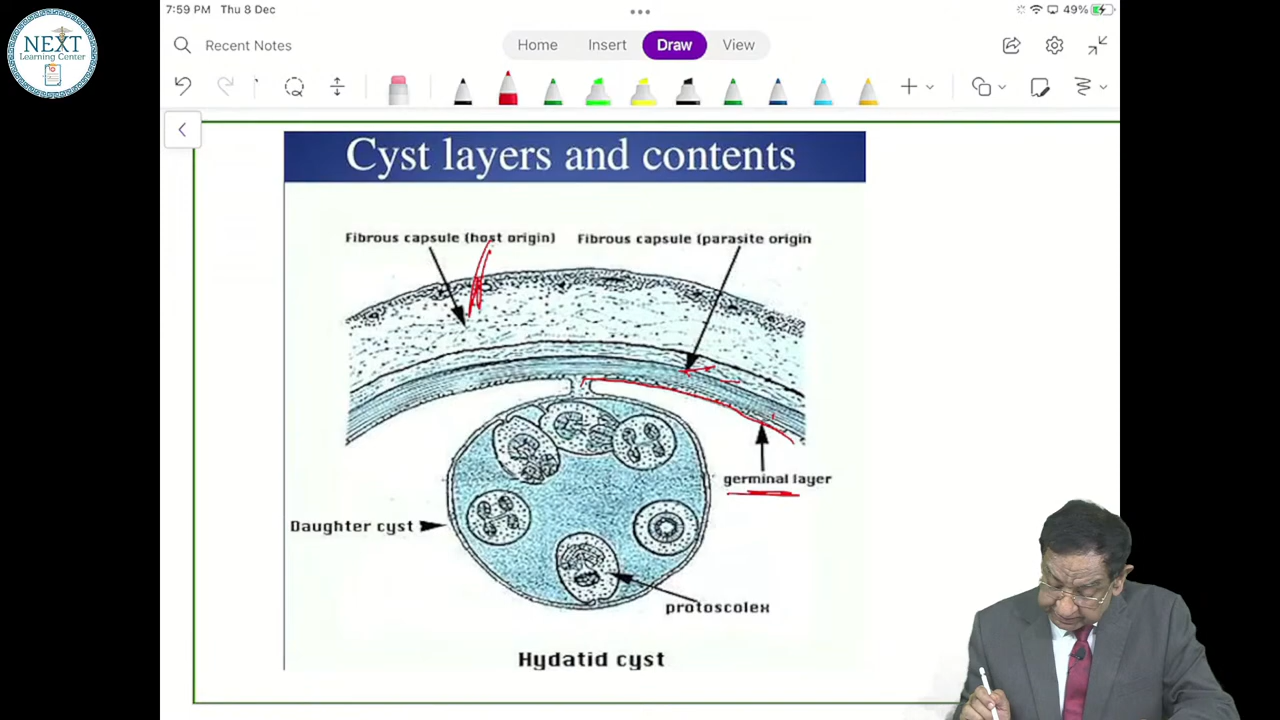 7:59 PM Thu 8 Dec
49%
NEXT
Learning Center
Recent Notes
Home Insert Draw View
Cyst layers and contents
Fibrous capsule (host origin) Fibrous capsule (parasite origin
germinal layer
Daughter cyst
protoscolex
Hydatid cyst